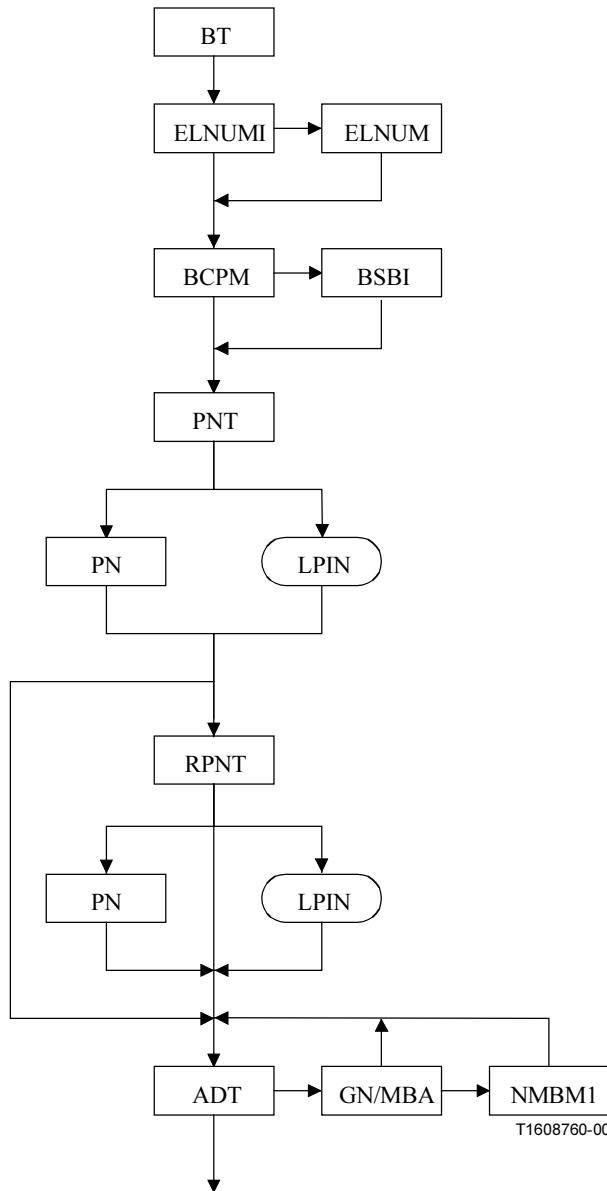 BT
ELNUMI ELNUM
BCPM BSBI
PNT
PN LPIN
RPNT
PN LPIN
ADT GN/MBA NMBM1
T1608760-00